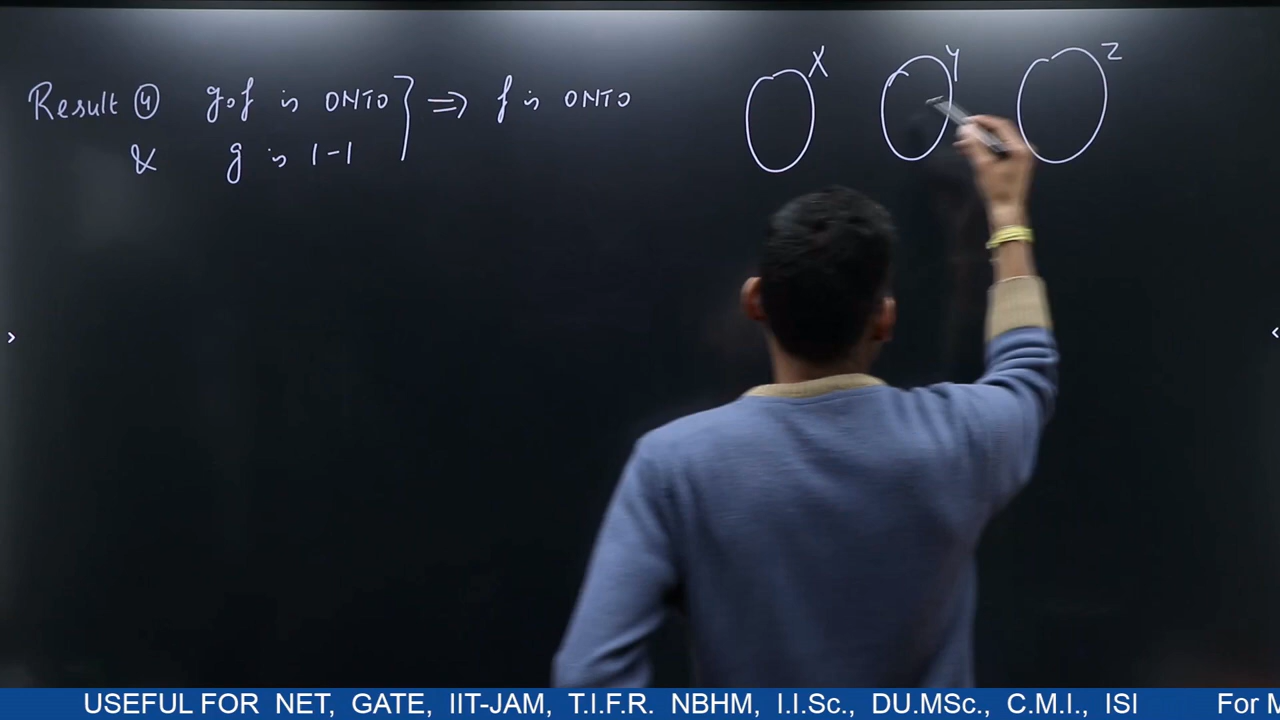 Result ④ gof is ONTO } => f is ONTO
& g is 1-1
X Y Z
USEFUL FOR NET, GATE, IIT-JAM, T.I.F.R. NBHM, I.I.Sc., DU.MSc., C.M.I., ISI For M